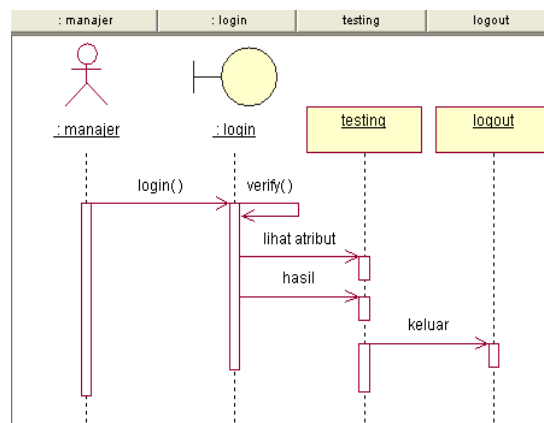 : manajer : login testing logout
: manajer : login testing logout
login( ) verify( )
lihat atribut
hasil
keluar